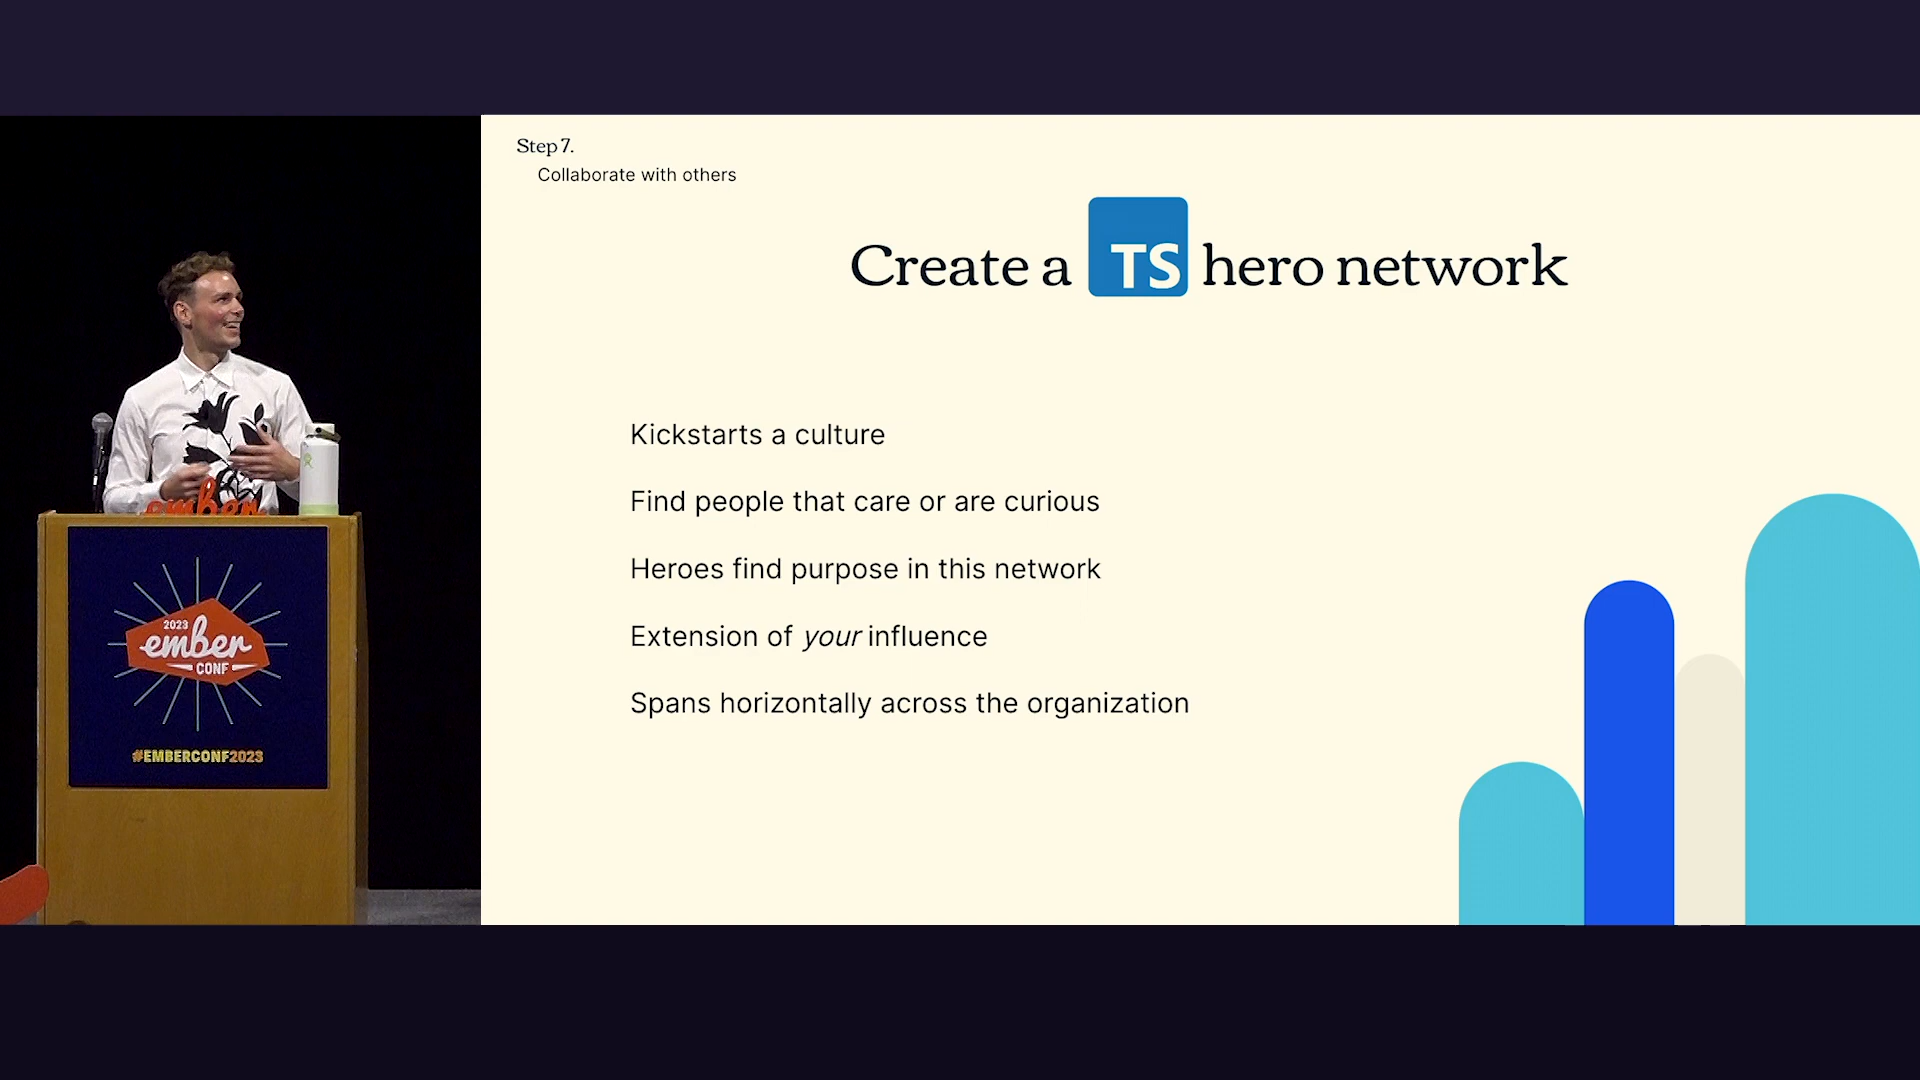 Step 7.
Collaborate with others
Create a TS hero network
Kickstarts a culture
Find people that care or are curious
Heroes find purpose in this network
Extension of your influence
Spans horizontally across the organization
ember
2023
ember
CONF
#EMBERCONF2023